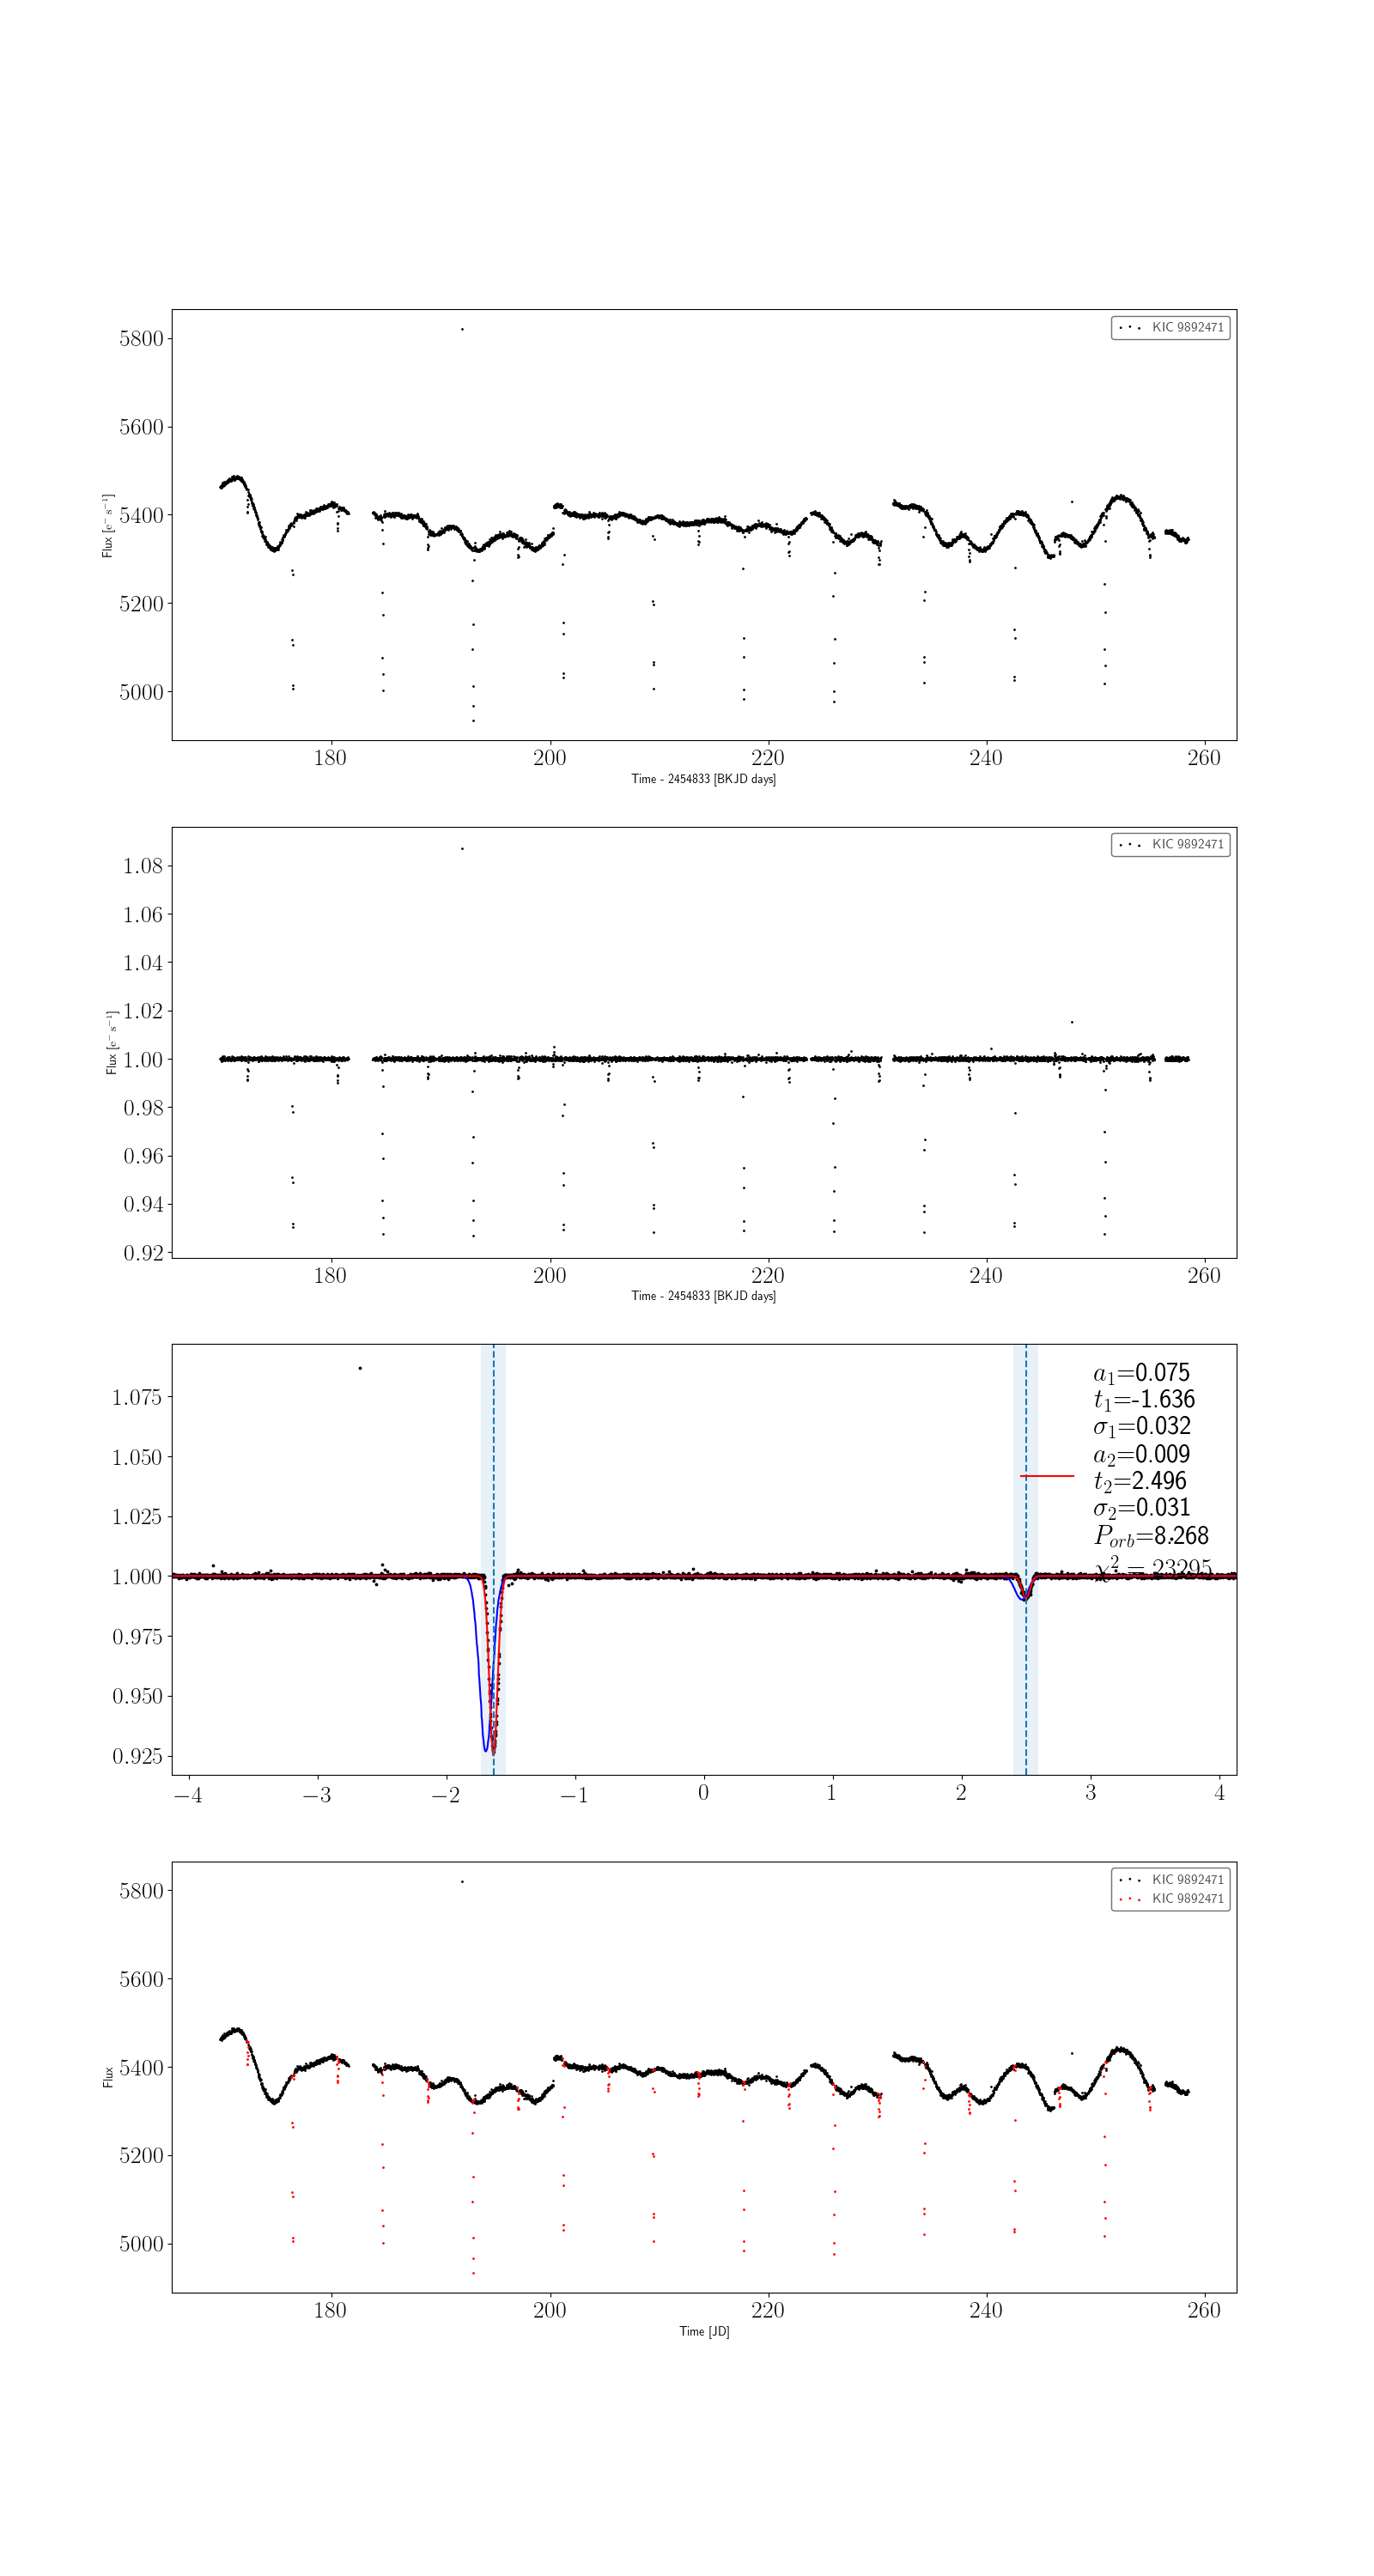 KIC 9892471
5800
5600
5400
5200
5000
Flux [e⁻ s⁻¹]
180 200 220 240 260
Time - 2454833 [BKJD days]
KIC 9892471
1.08
1.06
1.04
1.02
1.00
0.98
0.96
0.94
0.92
Flux [e⁻ s⁻¹]
180 200 220 240 260
Time - 2454833 [BKJD days]
1.075
1.050
1.025
1.000
0.975
0.950
0.925
a₁=0.075
t₁=-1.636
σ₁=0.032
a₂=0.009
t₂=2.496
σ₂=0.031
P_orb=8.268
χ² = 23295
−4 −3 −2 −1 0 1 2 3 4
KIC 9892471
KIC 9892471
5800
5600
5400
5200
5000
Flux
180 200 220 240 260
Time [JD]